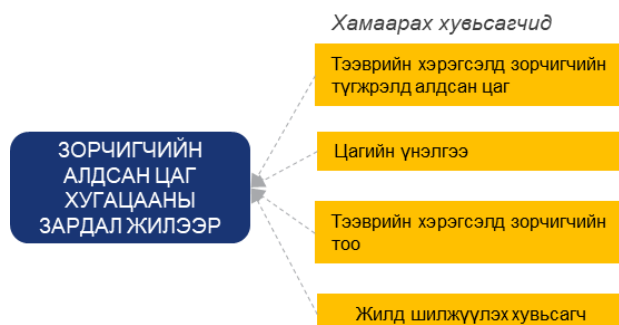 Хамаарах хувьсагчид
Тээврийн хэрэгсэлд зорчигчийн
түгжрэлд алдсан цаг
ЗОРЧИГЧИЙН
АЛДСАН ЦАГ
ХУГАЦААНЫ
ЗАРДАЛ ЖИЛЭЭР
Цагийн үнэлгээ
Тээврийн хэрэгсэлд зорчигчийн
тоо
Жилд шилжүүлэх хувьсагч